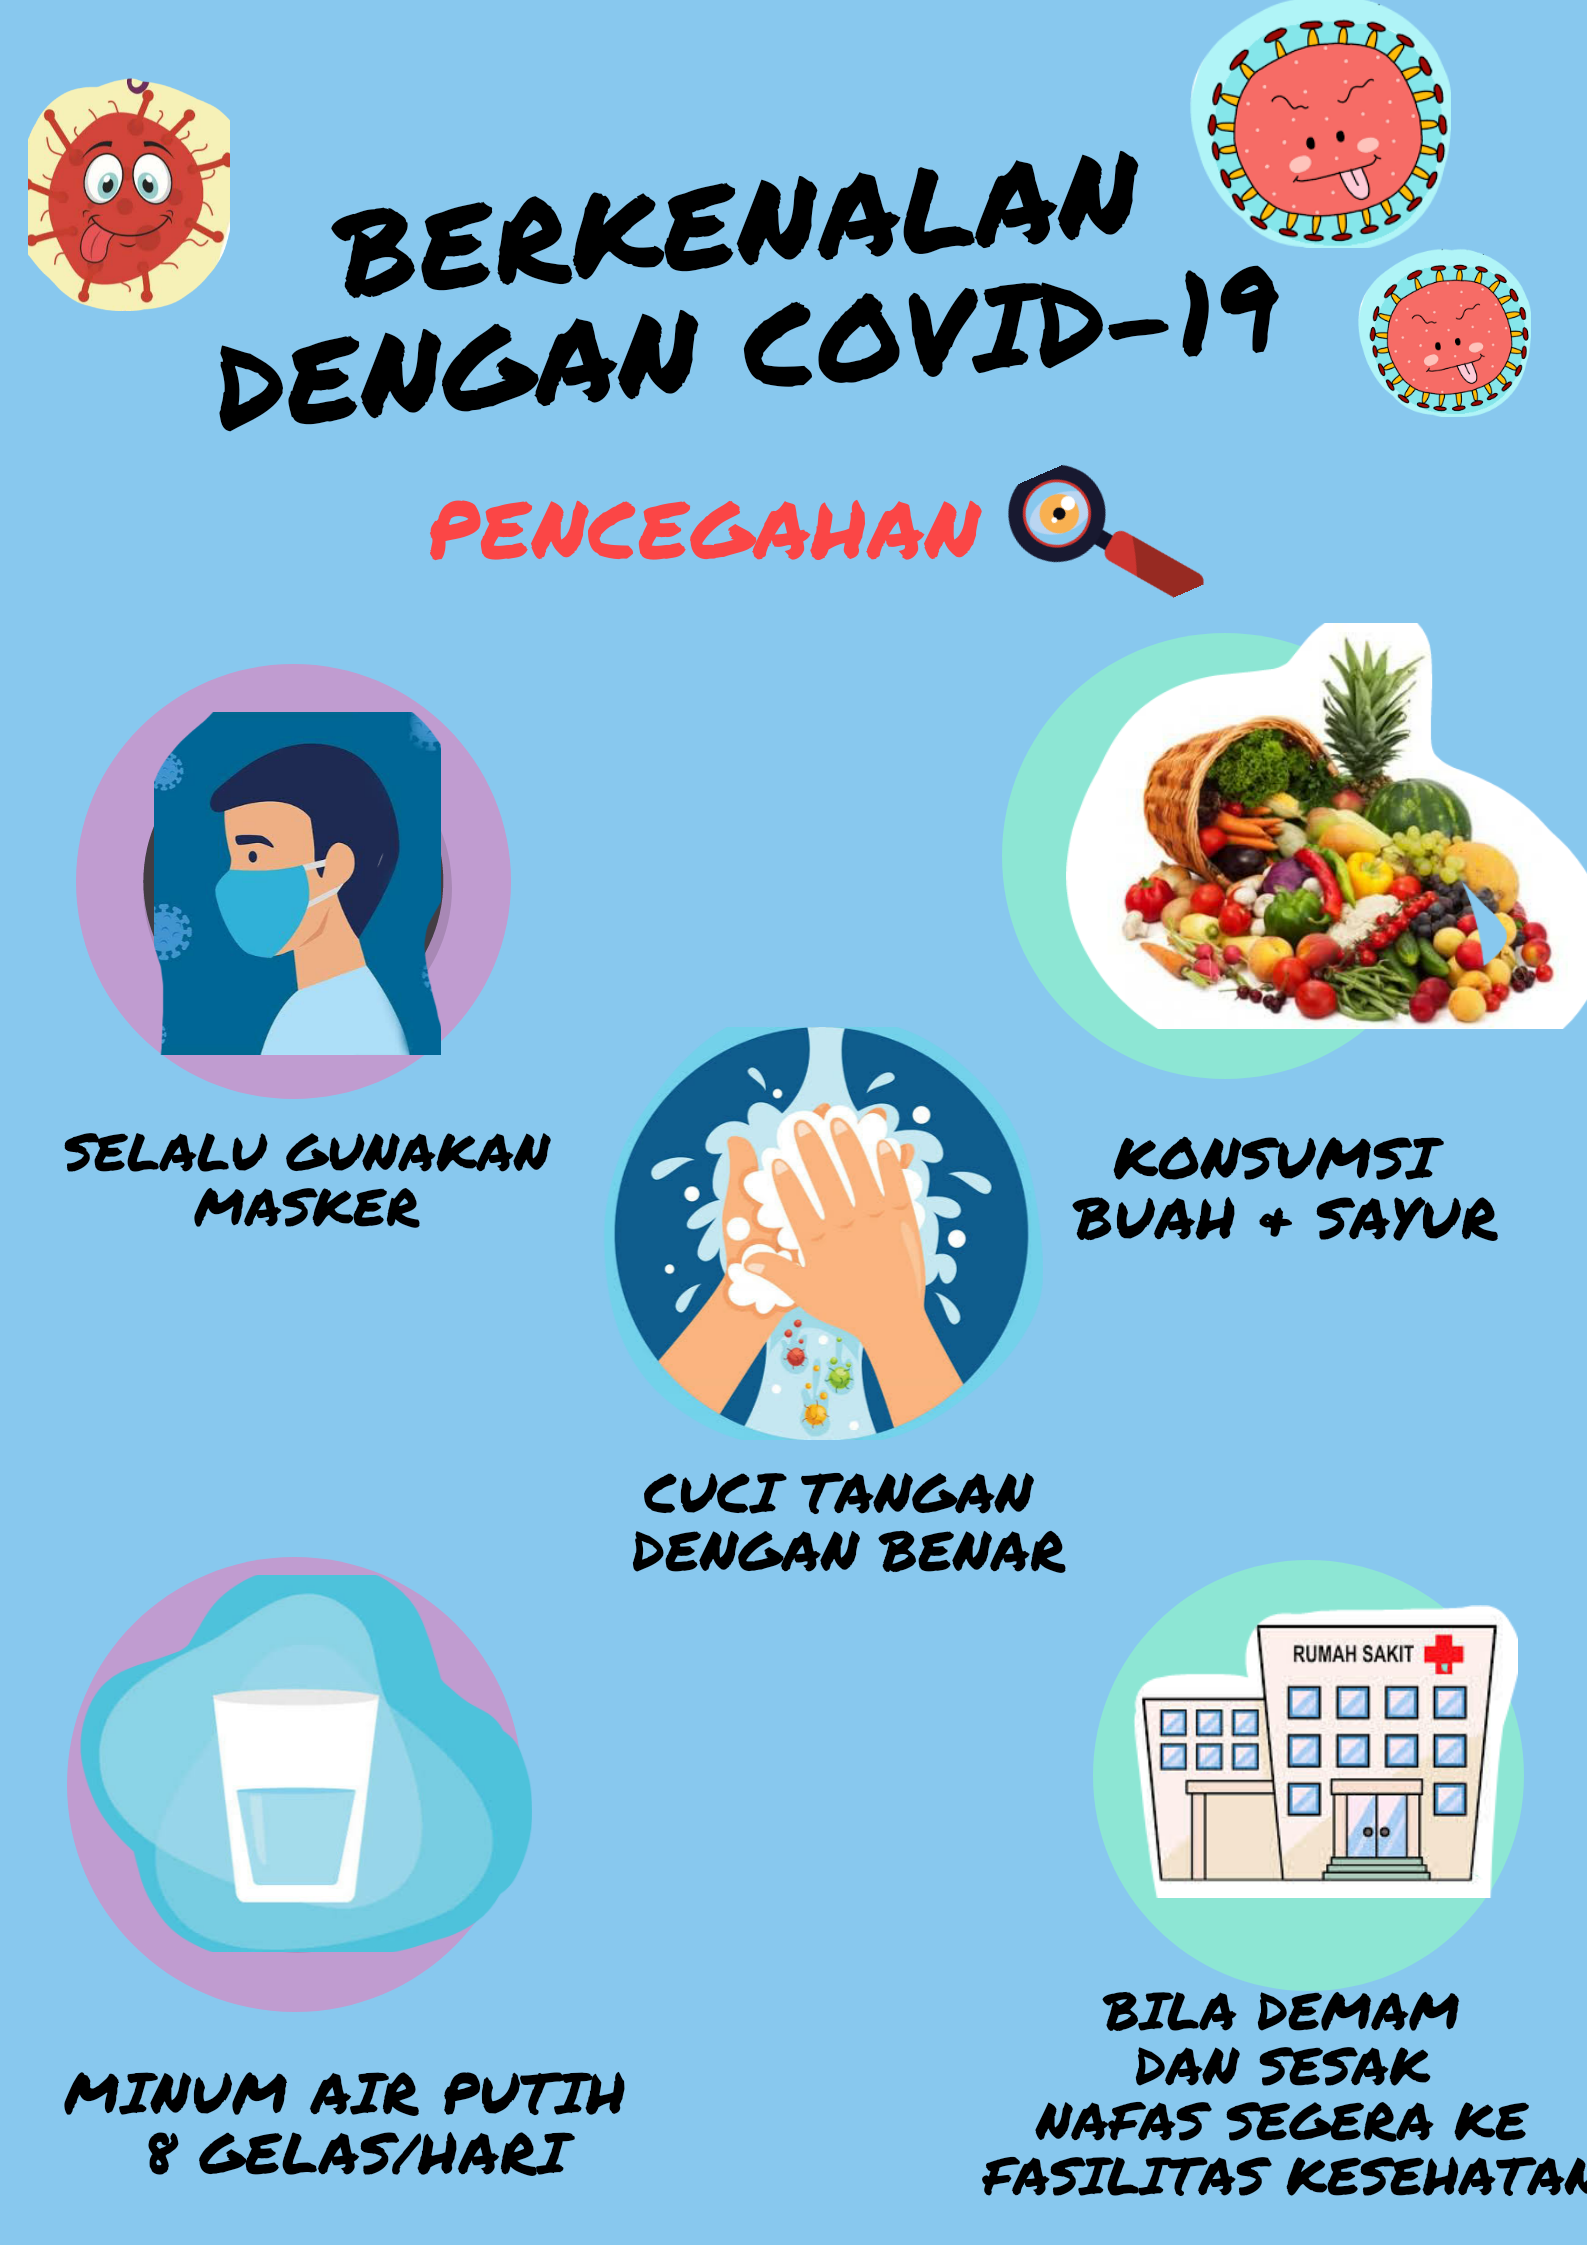 BERKENALAN
DENGAN COVID-19
PENCEGAHAN
SELALU GUNAKAN
MASKER
KONSUMSI
BUAH & SAYUR
CUCI TANGAN
DENGAN BENAR
RUMAH SAKIT
MINUM AIR PUTIH
8 GELAS/HARI
BILA DEMAM
DAN SESAK
NAFAS SEGERA KE
FASILITAS KESEHATAN